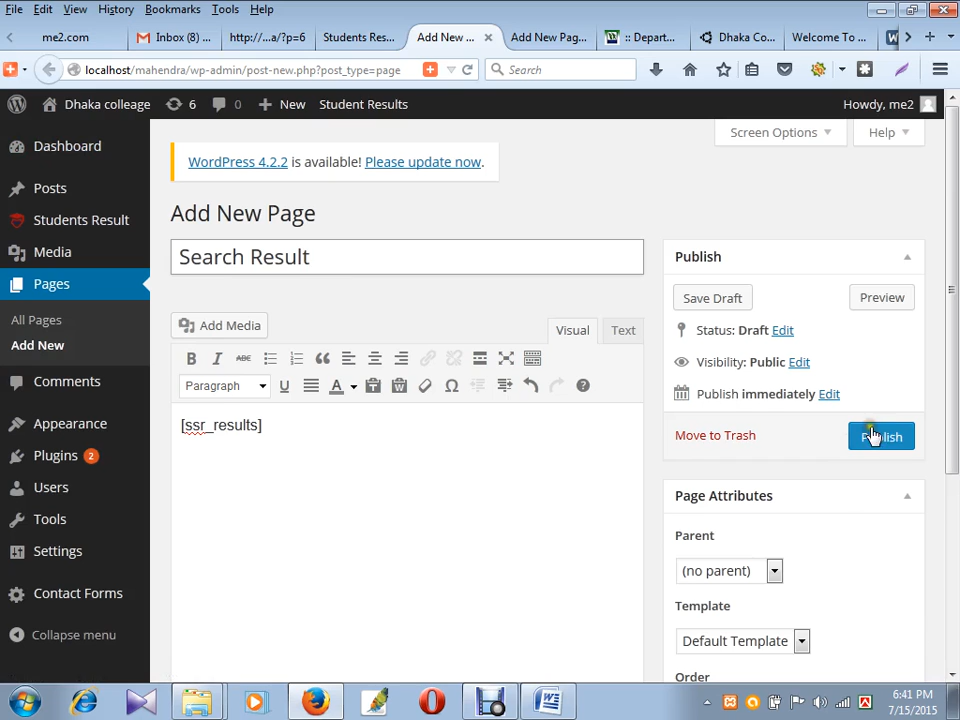 File Edit View History Bookmarks Tools Help
me2.com Inbox (8) ... http:/...a/?p=6 Students Res... Add New ... Add New Pag... :: Depart... Dhaka Co... Welcome To ...
localhost/mahendra/wp-admin/post-new.php?post_type=page Search
Dhaka colleage 6 0 New Student Results Howdy, me2
Screen Options Help
WordPress 4.2.2 is available! Please update now.
Dashboard
Posts
Students Result
Media
Pages
All Pages
Add New
Comments
Appearance
Plugins 2
Users
Tools
Settings
Contact Forms
Collapse menu
Add New Page
Search Result
Add Media
Visual Text
B I ABC
Paragraph U A
[ssr_results]
Publish
Save Draft Preview
Status: Draft Edit
Visibility: Public Edit
Publish immediately Edit
Move to Trash Publish
Page Attributes
Parent
(no parent)
Template
Default Template
Order
6:41 PM
7/15/2015